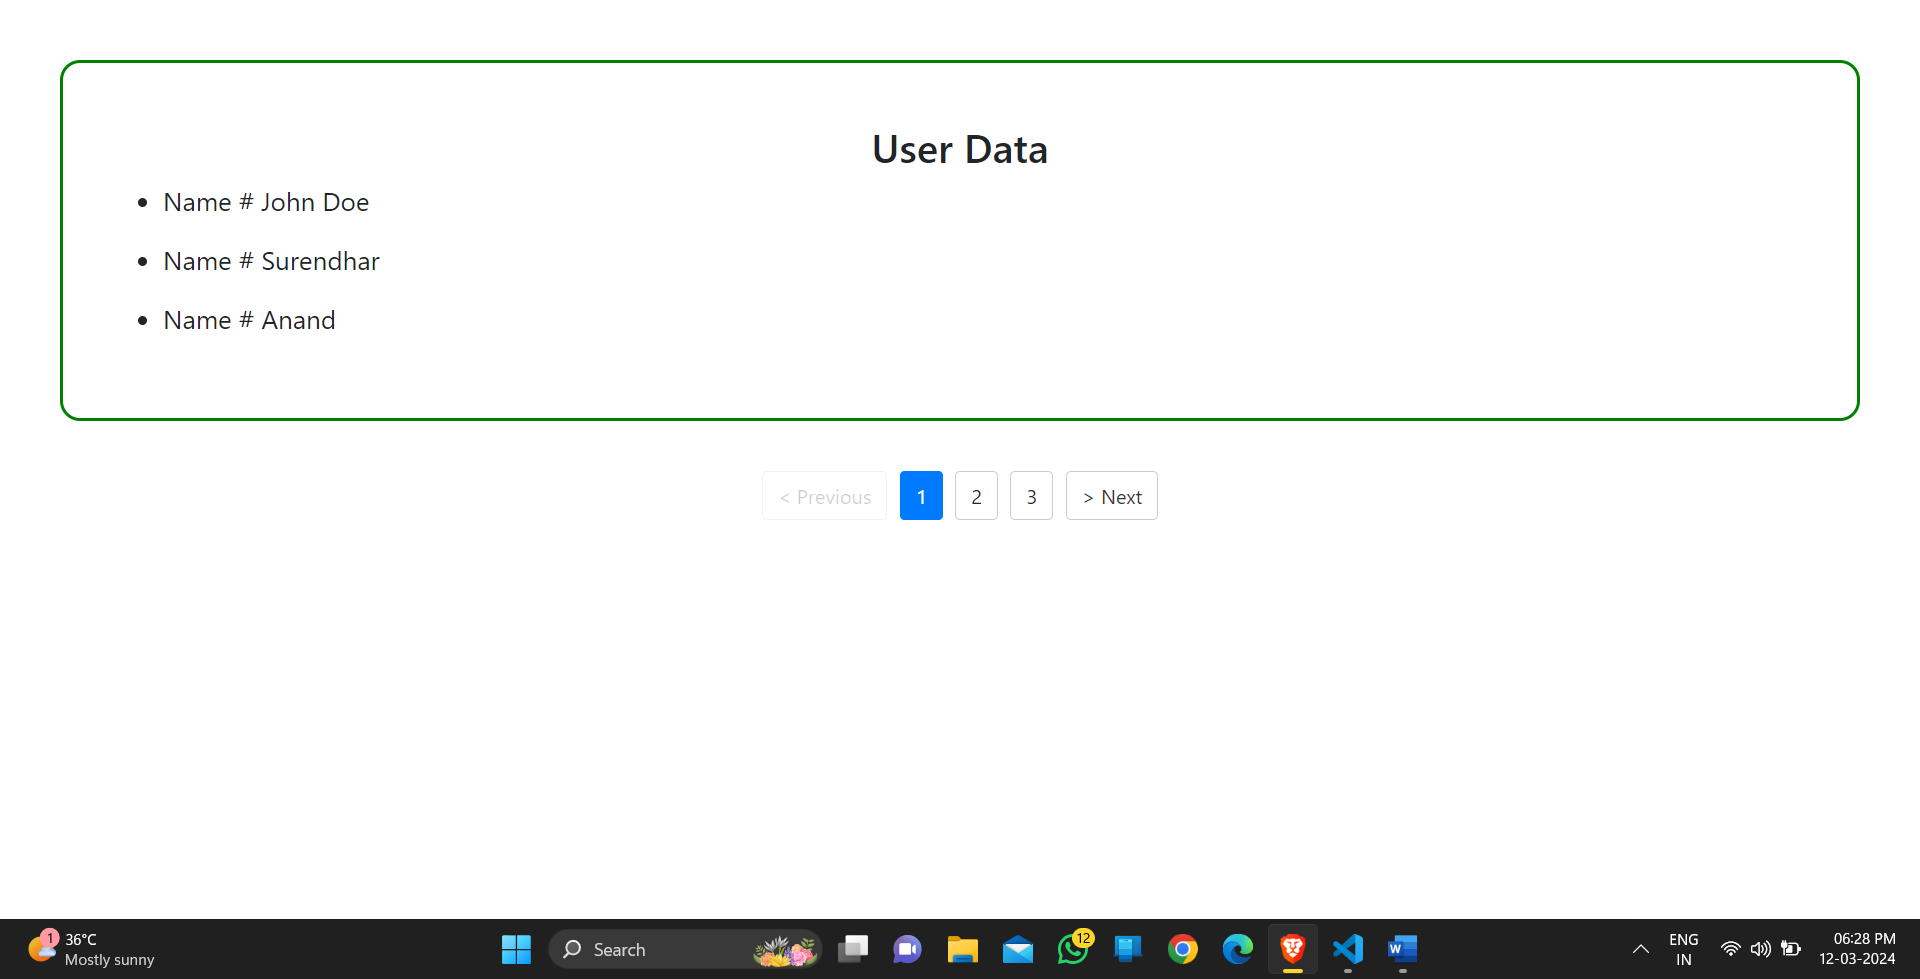 User Data
Name # John Doe
Name # Surendhar
Name # Anand
< Previous 1 2 3 > Next
1
36°C
Mostly sunny
Search
12
W
ENG
IN
06:28 PM
12-03-2024